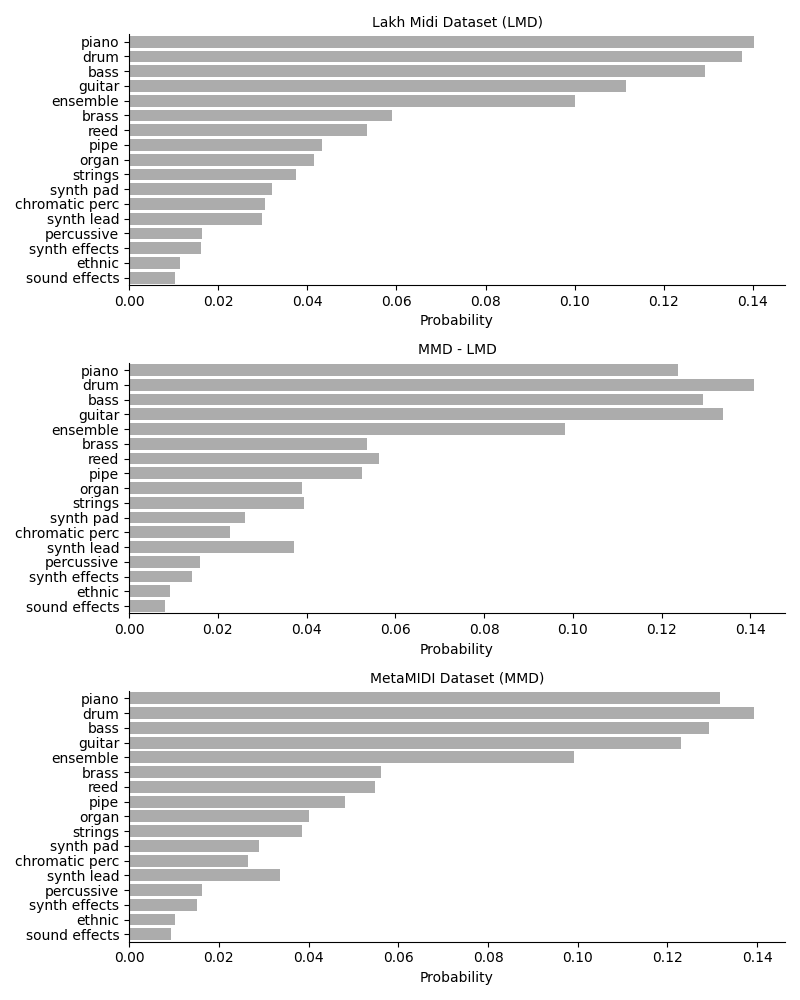 Lakh Midi Dataset (LMD)
piano
drum
bass
guitar
ensemble
brass
reed
pipe
organ
strings
synth pad
chromatic perc
synth lead
percussive
synth effects
ethnic
sound effects
0.00 0.02 0.04 0.06 0.08 0.10 0.12 0.14
Probability
MMD - LMD
piano
drum
bass
guitar
ensemble
brass
reed
pipe
organ
strings
synth pad
chromatic perc
synth lead
percussive
synth effects
ethnic
sound effects
0.00 0.02 0.04 0.06 0.08 0.10 0.12 0.14
Probability
MetaMIDI Dataset (MMD)
piano
drum
bass
guitar
ensemble
brass
reed
pipe
organ
strings
synth pad
chromatic perc
synth lead
percussive
synth effects
ethnic
sound effects
0.00 0.02 0.04 0.06 0.08 0.10 0.12 0.14
Probability